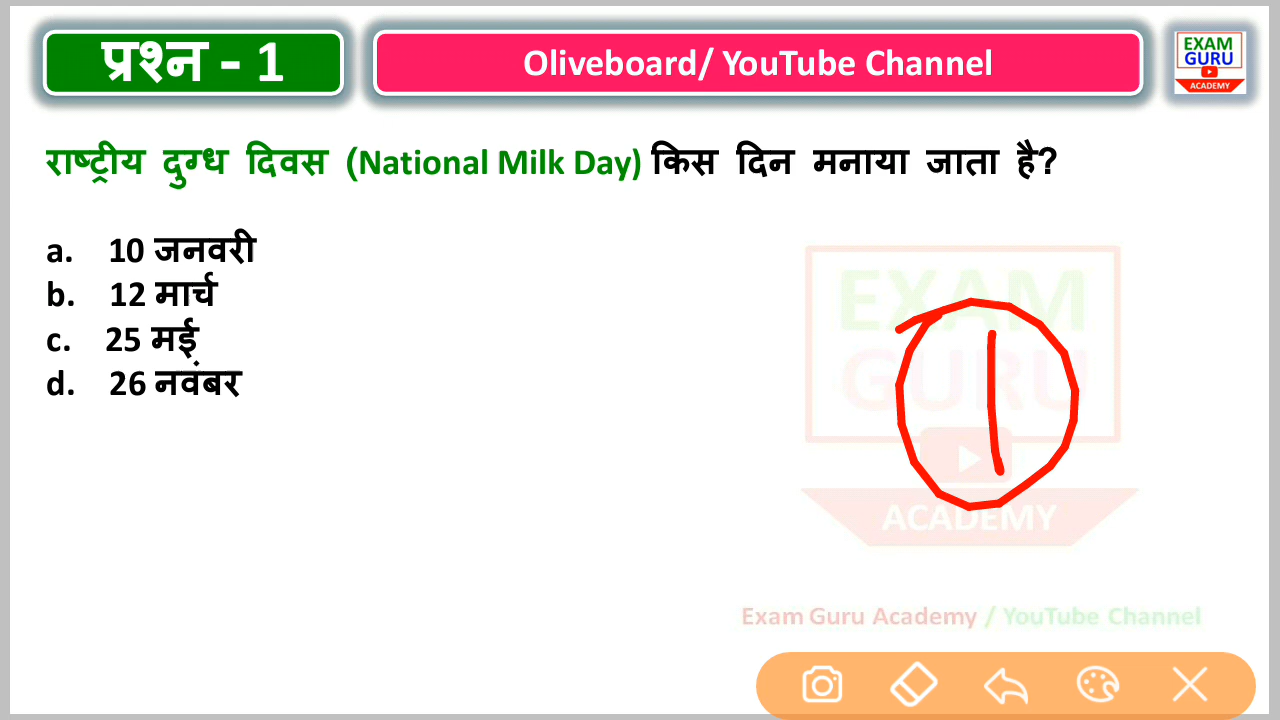 प्रश्न - 1
Oliveboard/ YouTube Channel
EXAM
GURU
ACADEMY
राष्ट्रीय दुग्ध दिवस (National Milk Day) किस दिन मनाया जाता है?
a. 10 जनवरी
b. 12 मार्च
c. 25 मई
d. 26 नवंबर
EXAM
GURU
ACADEMY
1
Exam Guru Academy / YouTube Channel